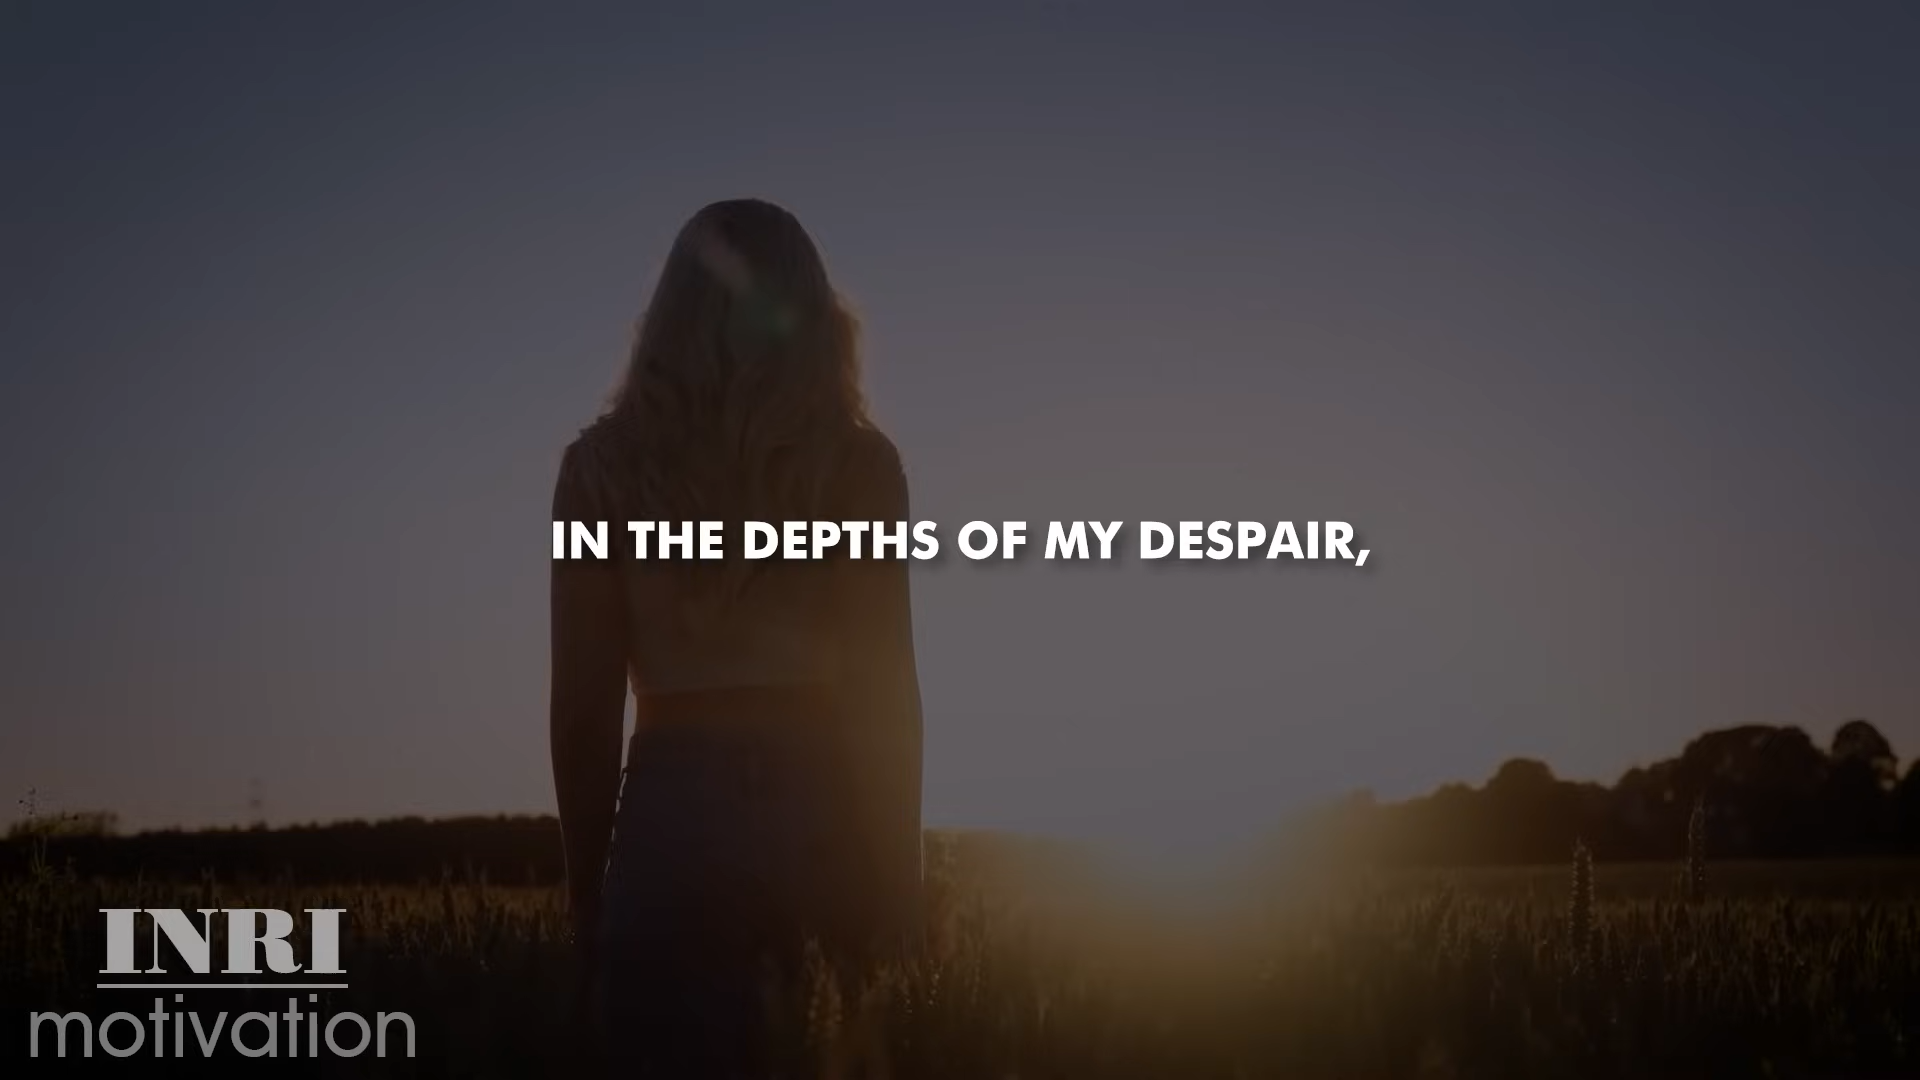 IN THE DEPTHS OF MY DESPAIR,
INRI
motivation